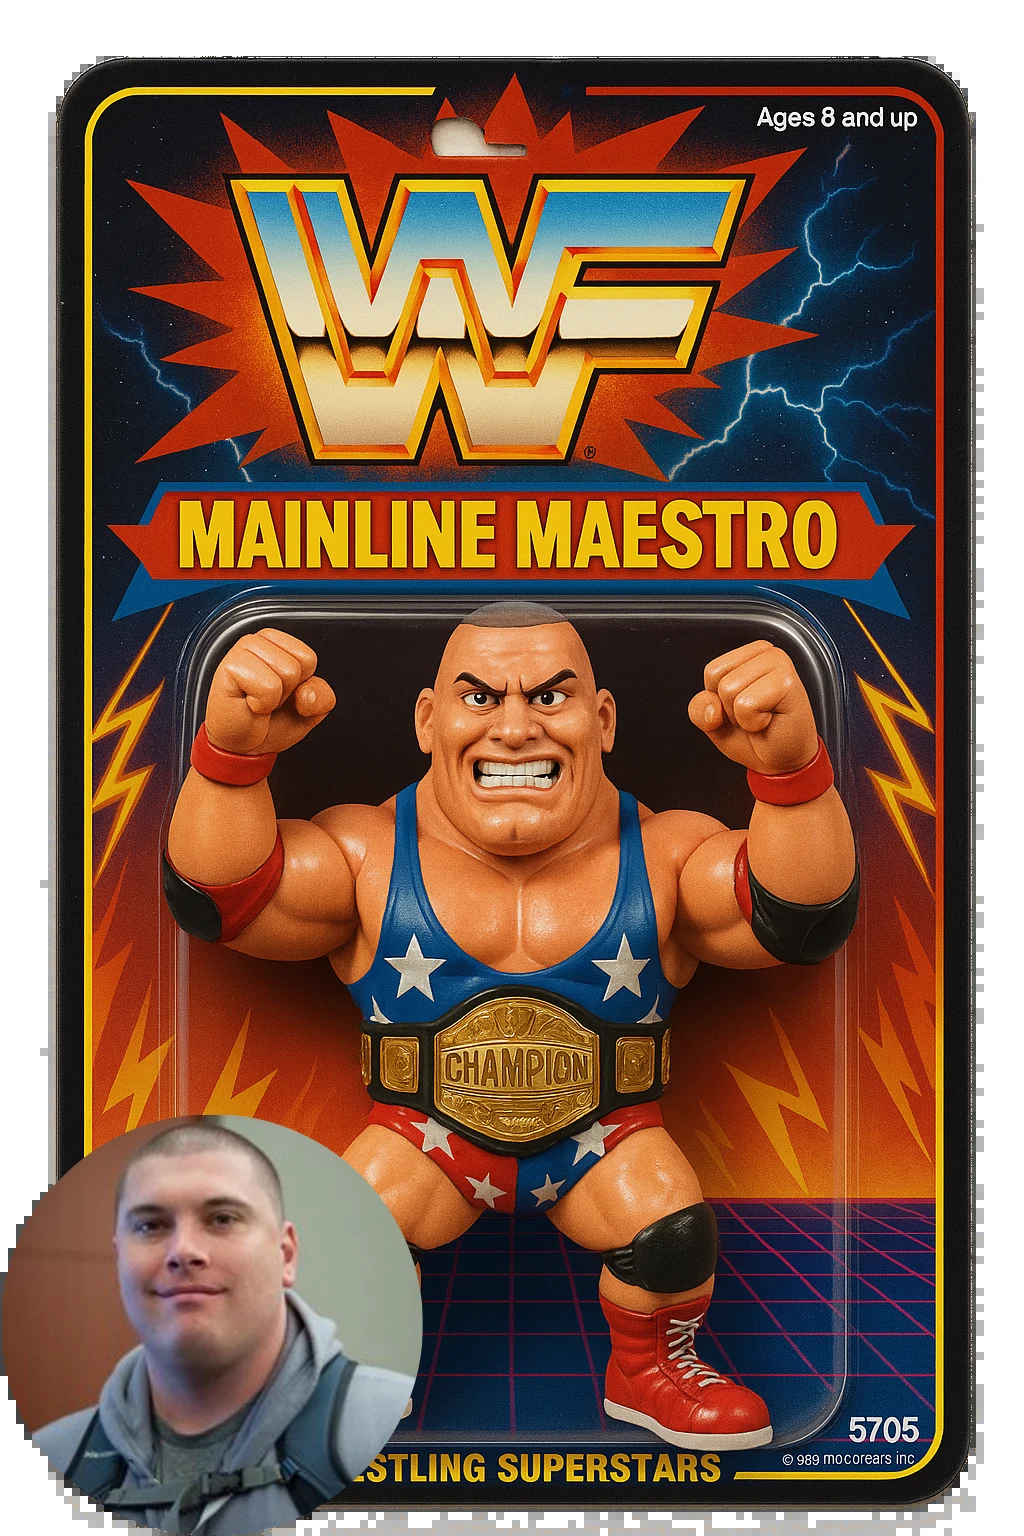 Ages 8 and up
WF
MAINLINE MAESTRO
CHAMPION
ESTLING SUPERSTARS
5705
© 989 mocorears inc